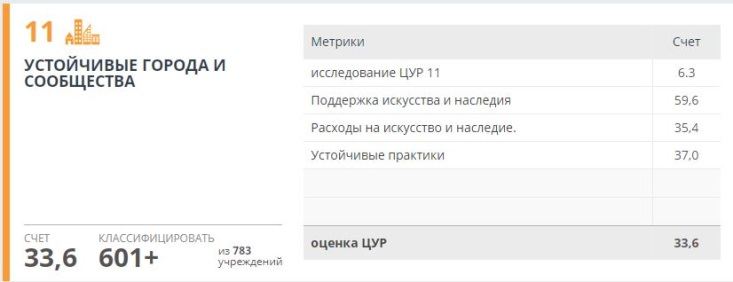 11
УСТОЙЧИВЫЕ ГОРОДА И
СООБЩЕСТВА
СЧЕТ
33,6
КЛАССИФИЦИРОВАТЬ
601+
из 783
учреждений
Метрики Счет
исследование ЦУР 11 6.3
Поддержка искусства и наследия 59,6
Расходы на искусство и наследие. 35,4
Устойчивые практики 37,0
оценка ЦУР 33,6